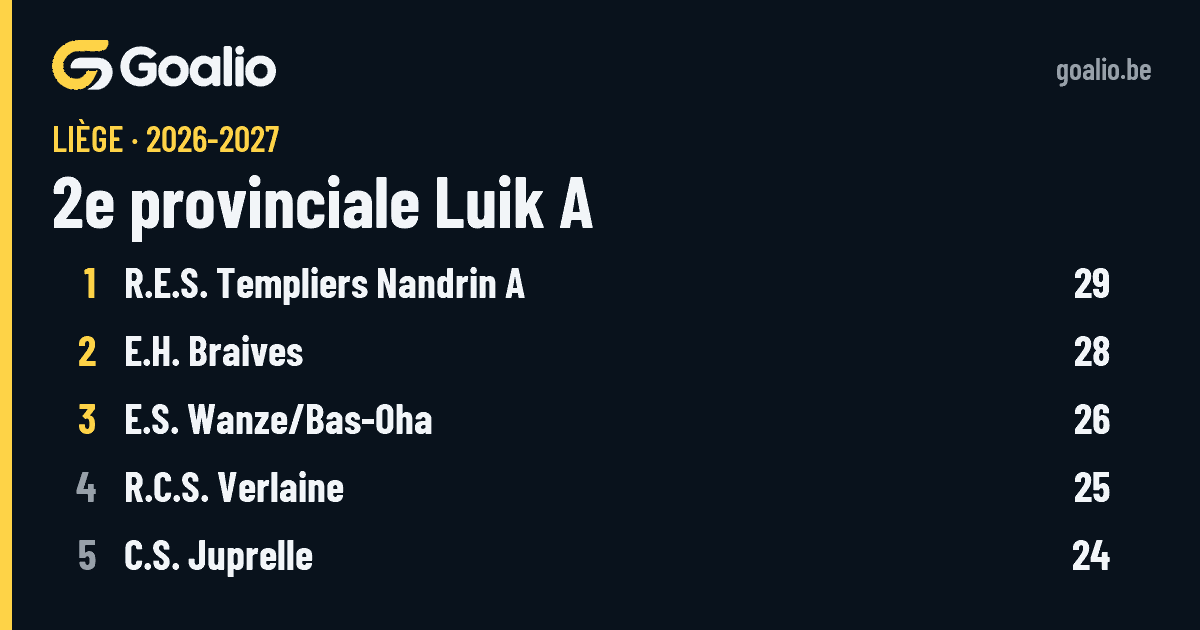 Goalio
goalio.be
LIÈGE · 2026-2027
2e provinciale Luik A
1 R.E.S. Templiers Nandrin A 29
2 E.H. Braives 28
3 E.S. Wanze/Bas-Oha 26
4 R.C.S. Verlaine 25
5 C.S. Juprelle 24